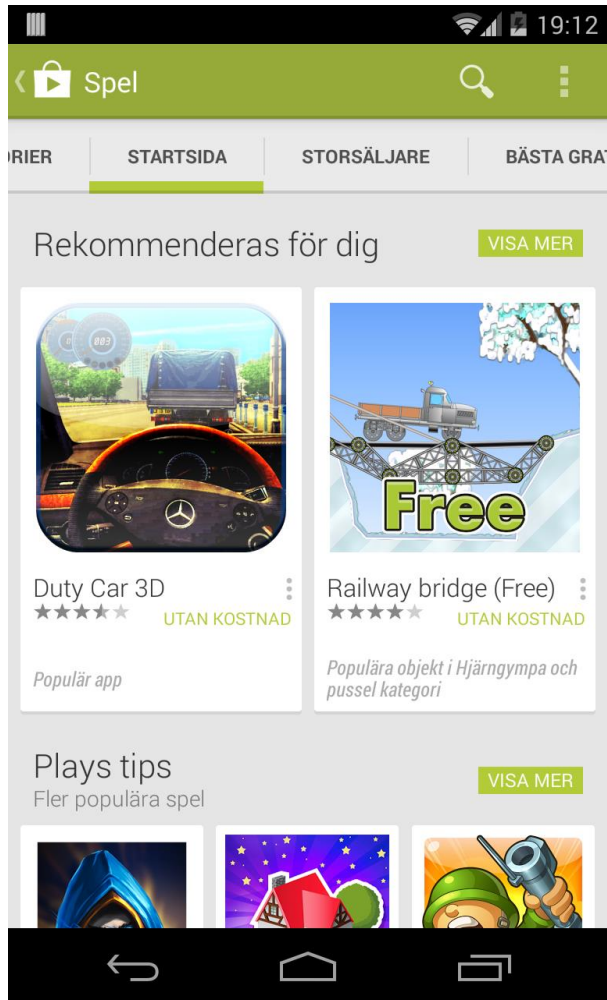 19:12
Spel
ORIER STARTSIDA STORSÄLJARE BÄSTA GRAT
Rekommenderas för dig VISA MER
003
Free
Duty Car 3D
UTAN KOSTNAD
Populär app
Railway bridge (Free)
UTAN KOSTNAD
Populära objekt i Hjärngympa och
pussel kategori
Plays tips VISA MER
Fler populära spel